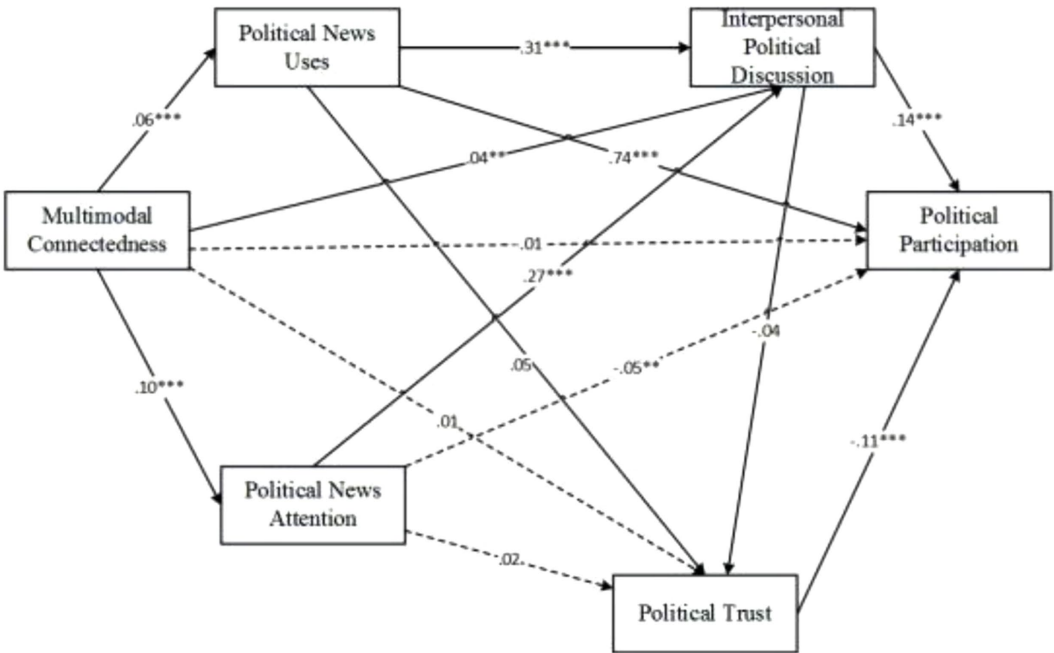 Political News
Uses
Interpersonal
Political
Discussion
.31***
.06***
.14***
.04**
.74***
Multimodal
Connectedness
Political
Participation
.01
.27***
-.04
.05
-.05**
.10***
.01
-.11***
Political News
Attention
.02
Political Trust